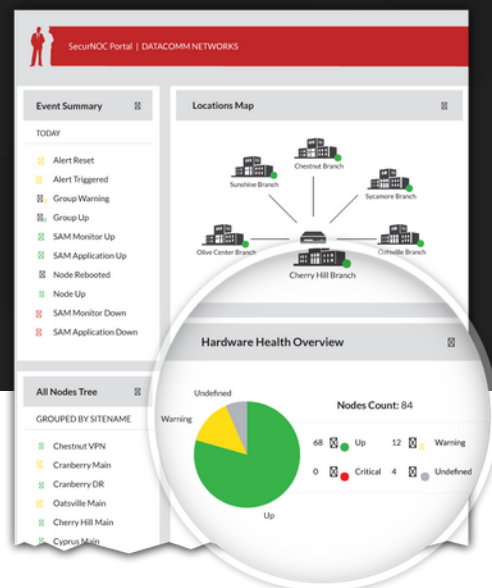 SecurNOC Portal | DATACOMM NETWORKS
Event Summary
TODAY
Alert Reset
Alert Triggered
Group Warning
Group Up
SAM Monitor Up
SAM Application Up
Node Rebooted
Node Up
SAM Monitor Down
SAM Application Down
Locations Map
Chestnut Branch
Sunshine Branch
Sycamore Branch
Olive Center Branch
Oatsville Branch
Cherry Hill Branch
All Nodes Tree
GROUPED BY SITENAME
Chestnut VPN
Cranberry Main
Cranberry DR
Oatsville Main
Cherry Hill Main
Cyprus Main
Hardware Health Overview
Undefined
Warning
Up
Nodes Count: 84
68 Up 12 Warning
0 Critical 4 Undefined